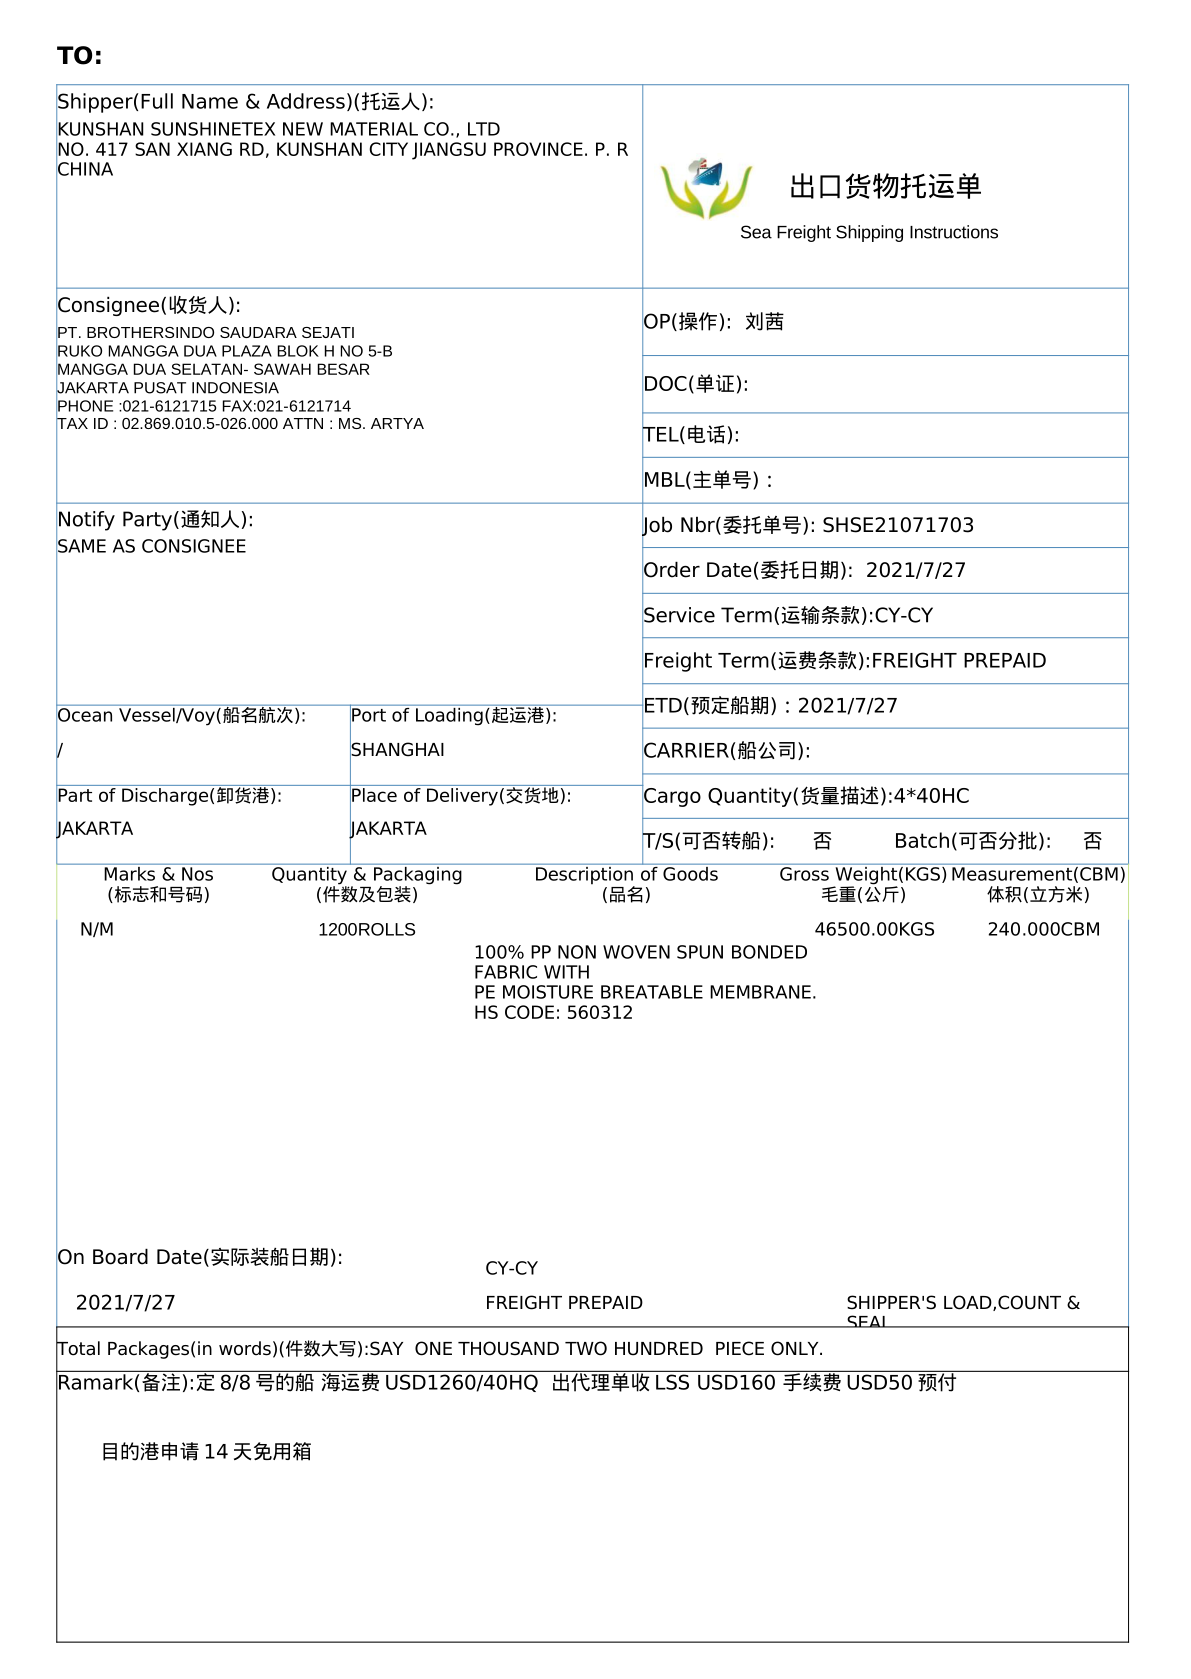 TO:
Shipper(Full Name & Address)(托运人):
KUNSHAN SUNSHINETEX NEW MATERIAL CO., LTD
NO. 417 SAN XIANG RD, KUNSHAN CITY JIANGSU PROVINCE. P. R
CHINA
出口货物托运单
Sea Freight Shipping Instructions
Consignee(收货人):
PT. BROTHERSINDO SAUDARA SEJATI
RUKO MANGGA DUA PLAZA BLOK H NO 5-B
MANGGA DUA SELATAN- SAWAH BESAR
JAKARTA PUSAT INDONESIA
PHONE :021-6121715 FAX:021-6121714
TAX ID : 02.869.010.5-026.000 ATTN : MS. ARTYA
OP(操作): 刘茜
DOC(单证):
TEL(电话):
MBL(主单号) :
Notify Party(通知人):
SAME AS CONSIGNEE
Job Nbr(委托单号): SHSE21071703
Order Date(委托日期): 2021/7/27
Service Term(运输条款):CY-CY
Freight Term(运费条款):FREIGHT PREPAID
ETD(预定船期) : 2021/7/27
CARRIER(船公司):
Cargo Quantity(货量描述):4*40HC
T/S(可否转船): 否 Batch(可否分批): 否
Ocean Vessel/Voy(船名航次):
/
Port of Loading(起运港):
SHANGHAI
Part of Discharge(卸货港):
JAKARTA
Place of Delivery(交货地):
JAKARTA
Marks & Nos Quantity & Packaging Description of Goods Gross Weight(KGS) Measurement(CBM)
(标志和号码) (件数及包装) (品名) 毛重(公斤) 体积(立方米)
N/M 1200ROLLS 46500.00KGS 240.000CBM
100% PP NON WOVEN SPUN BONDED
FABRIC WITH
PE MOISTURE BREATABLE MEMBRANE.
HS CODE: 560312
On Board Date(实际装船日期):
CY-CY
2021/7/27 FREIGHT PREPAID SHIPPER'S LOAD,COUNT &
SEAL
Total Packages(in words)(件数大写):SAY ONE THOUSAND TWO HUNDRED PIECE ONLY.
Ramark(备注):定 8/8 号的船 海运费 USD1260/40HQ 出代理单收 LSS USD160 手续费 USD50 预付
目的港申请 14 天免用箱